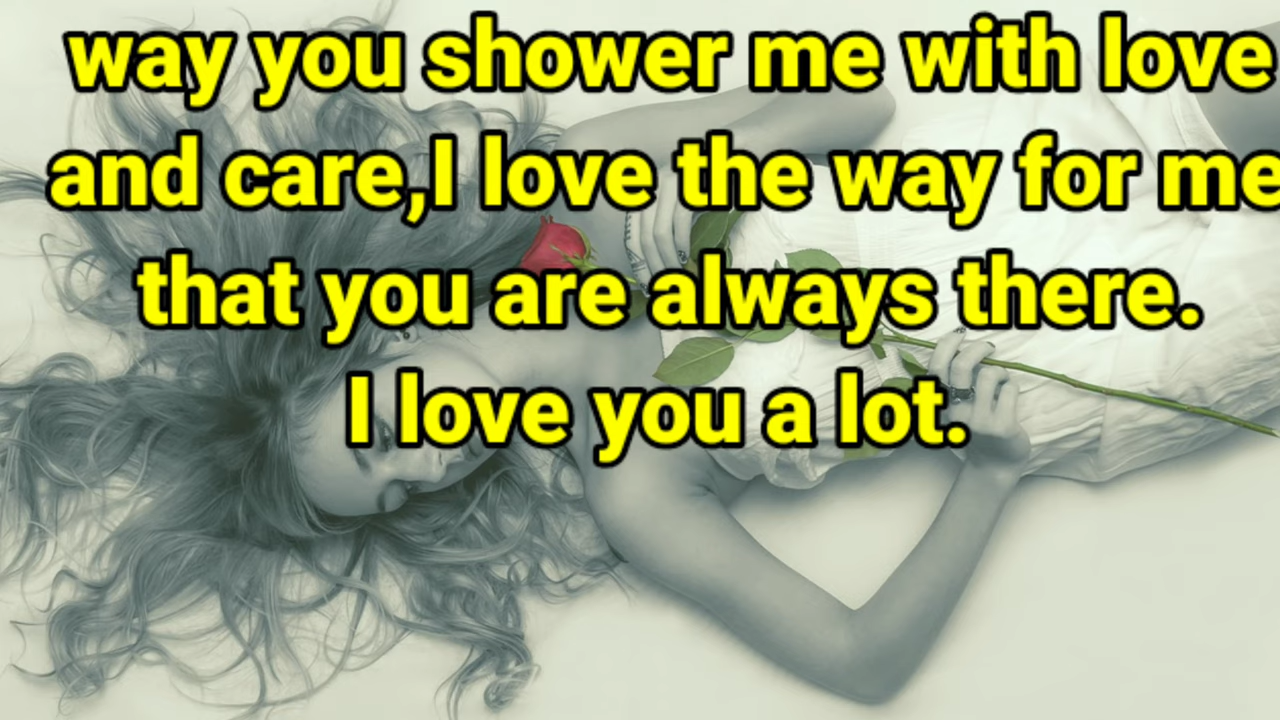 way you shower me with love
and care,I love the way for me
that you are always there.
I love you a lot.